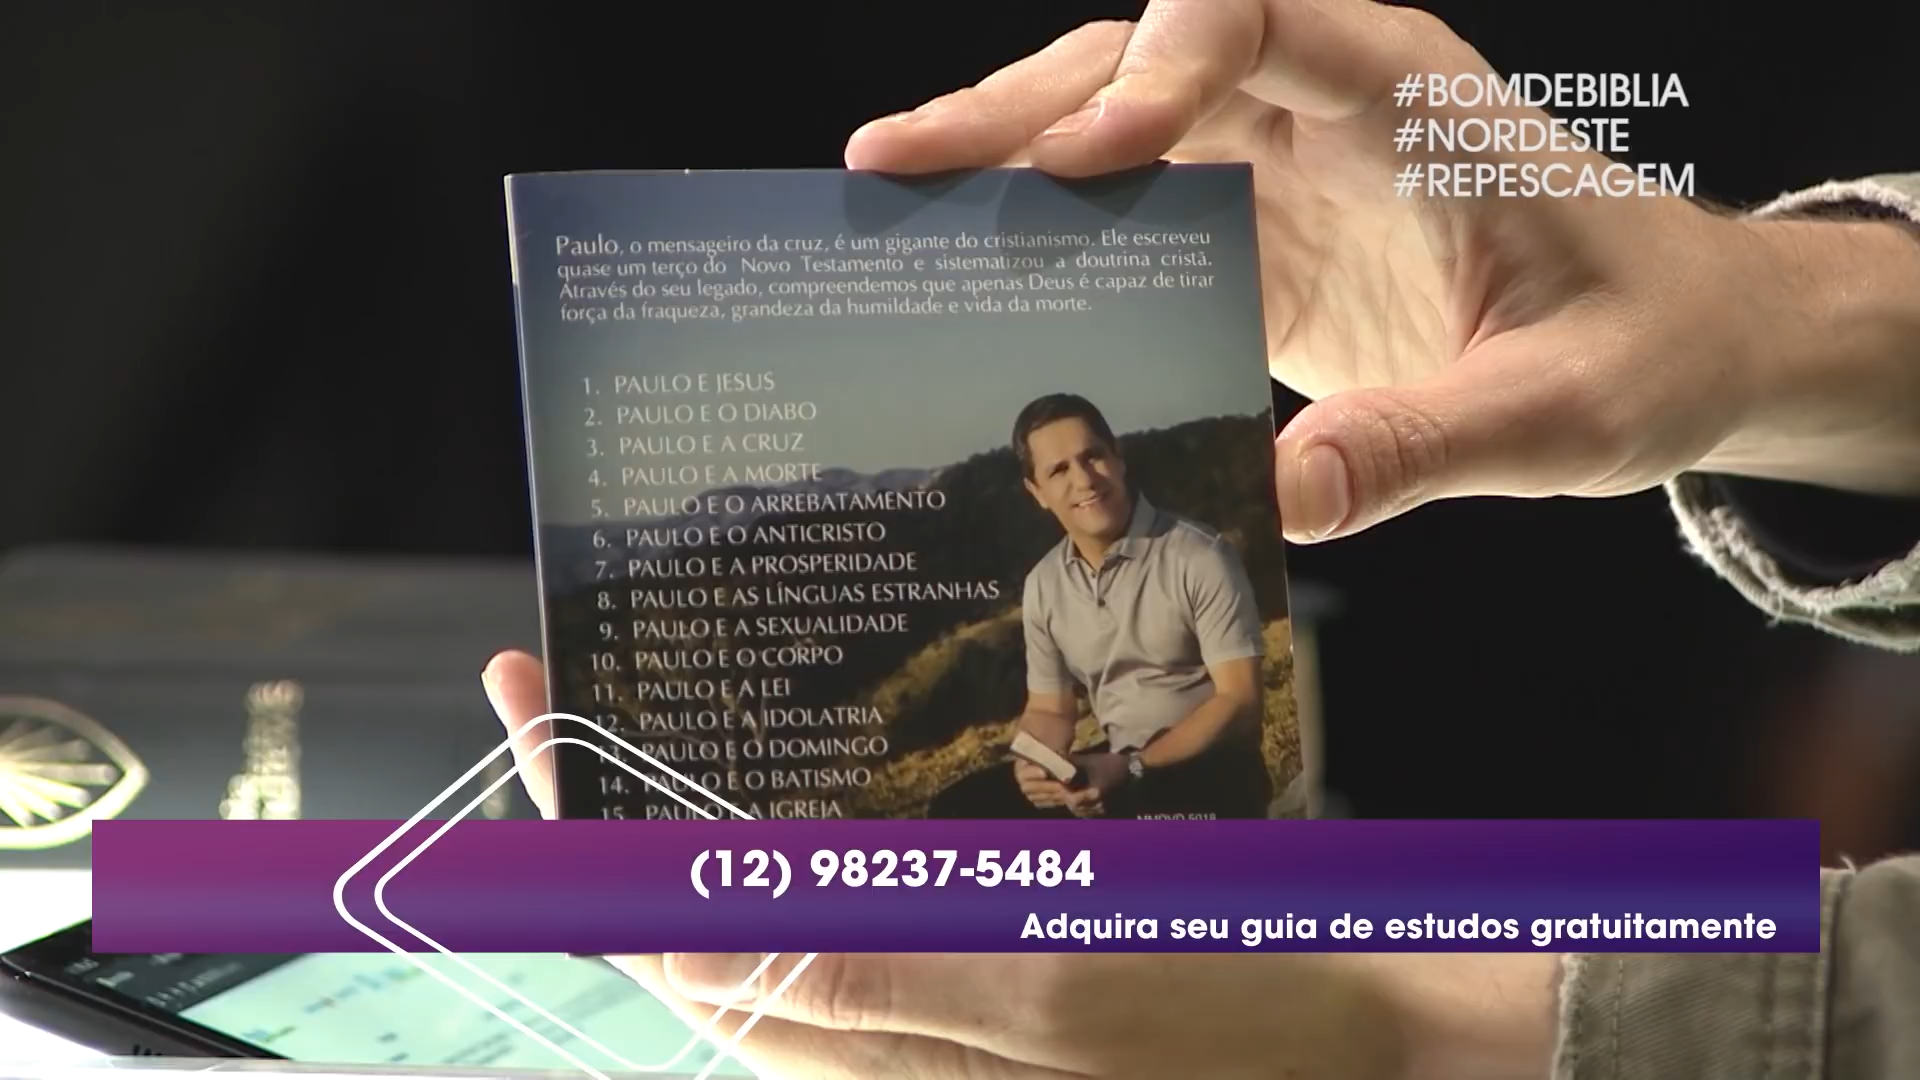 #BOMDEBIBLIA
#NORDESTE
#REPESCAGEM
Paulo, o mensageiro da cruz, é um gigante do cristianismo. Ele escreveu
quase um terço do Novo Testamento e sistematizou a doutrina cristã.
Através do seu legado, compreendemos que apenas Deus é capaz de tirar
força da fraqueza, grandeza da humildade e vida da morte.
1. PAULO E JESUS
2. PAULO E O DIABO
3. PAULO E A CRUZ
4. PAULO E A MORTE
5. PAULO E O ARREBATAMENTO
6. PAULO E O ANTICRISTO
7. PAULO E A PROSPERIDADE
8. PAULO E AS LÍNGUAS ESTRANHAS
9. PAULO E A SEXUALIDADE
10. PAULO E O CORPO
11. PAULO E A LEI
12. PAULO E A IDOLATRIA
13. PAULO E O DOMINGO
14. PAULO E O BATISMO
15. PAULO E A IGREJA
(12) 98237-5484
Adquira seu guia de estudos gratuitamente